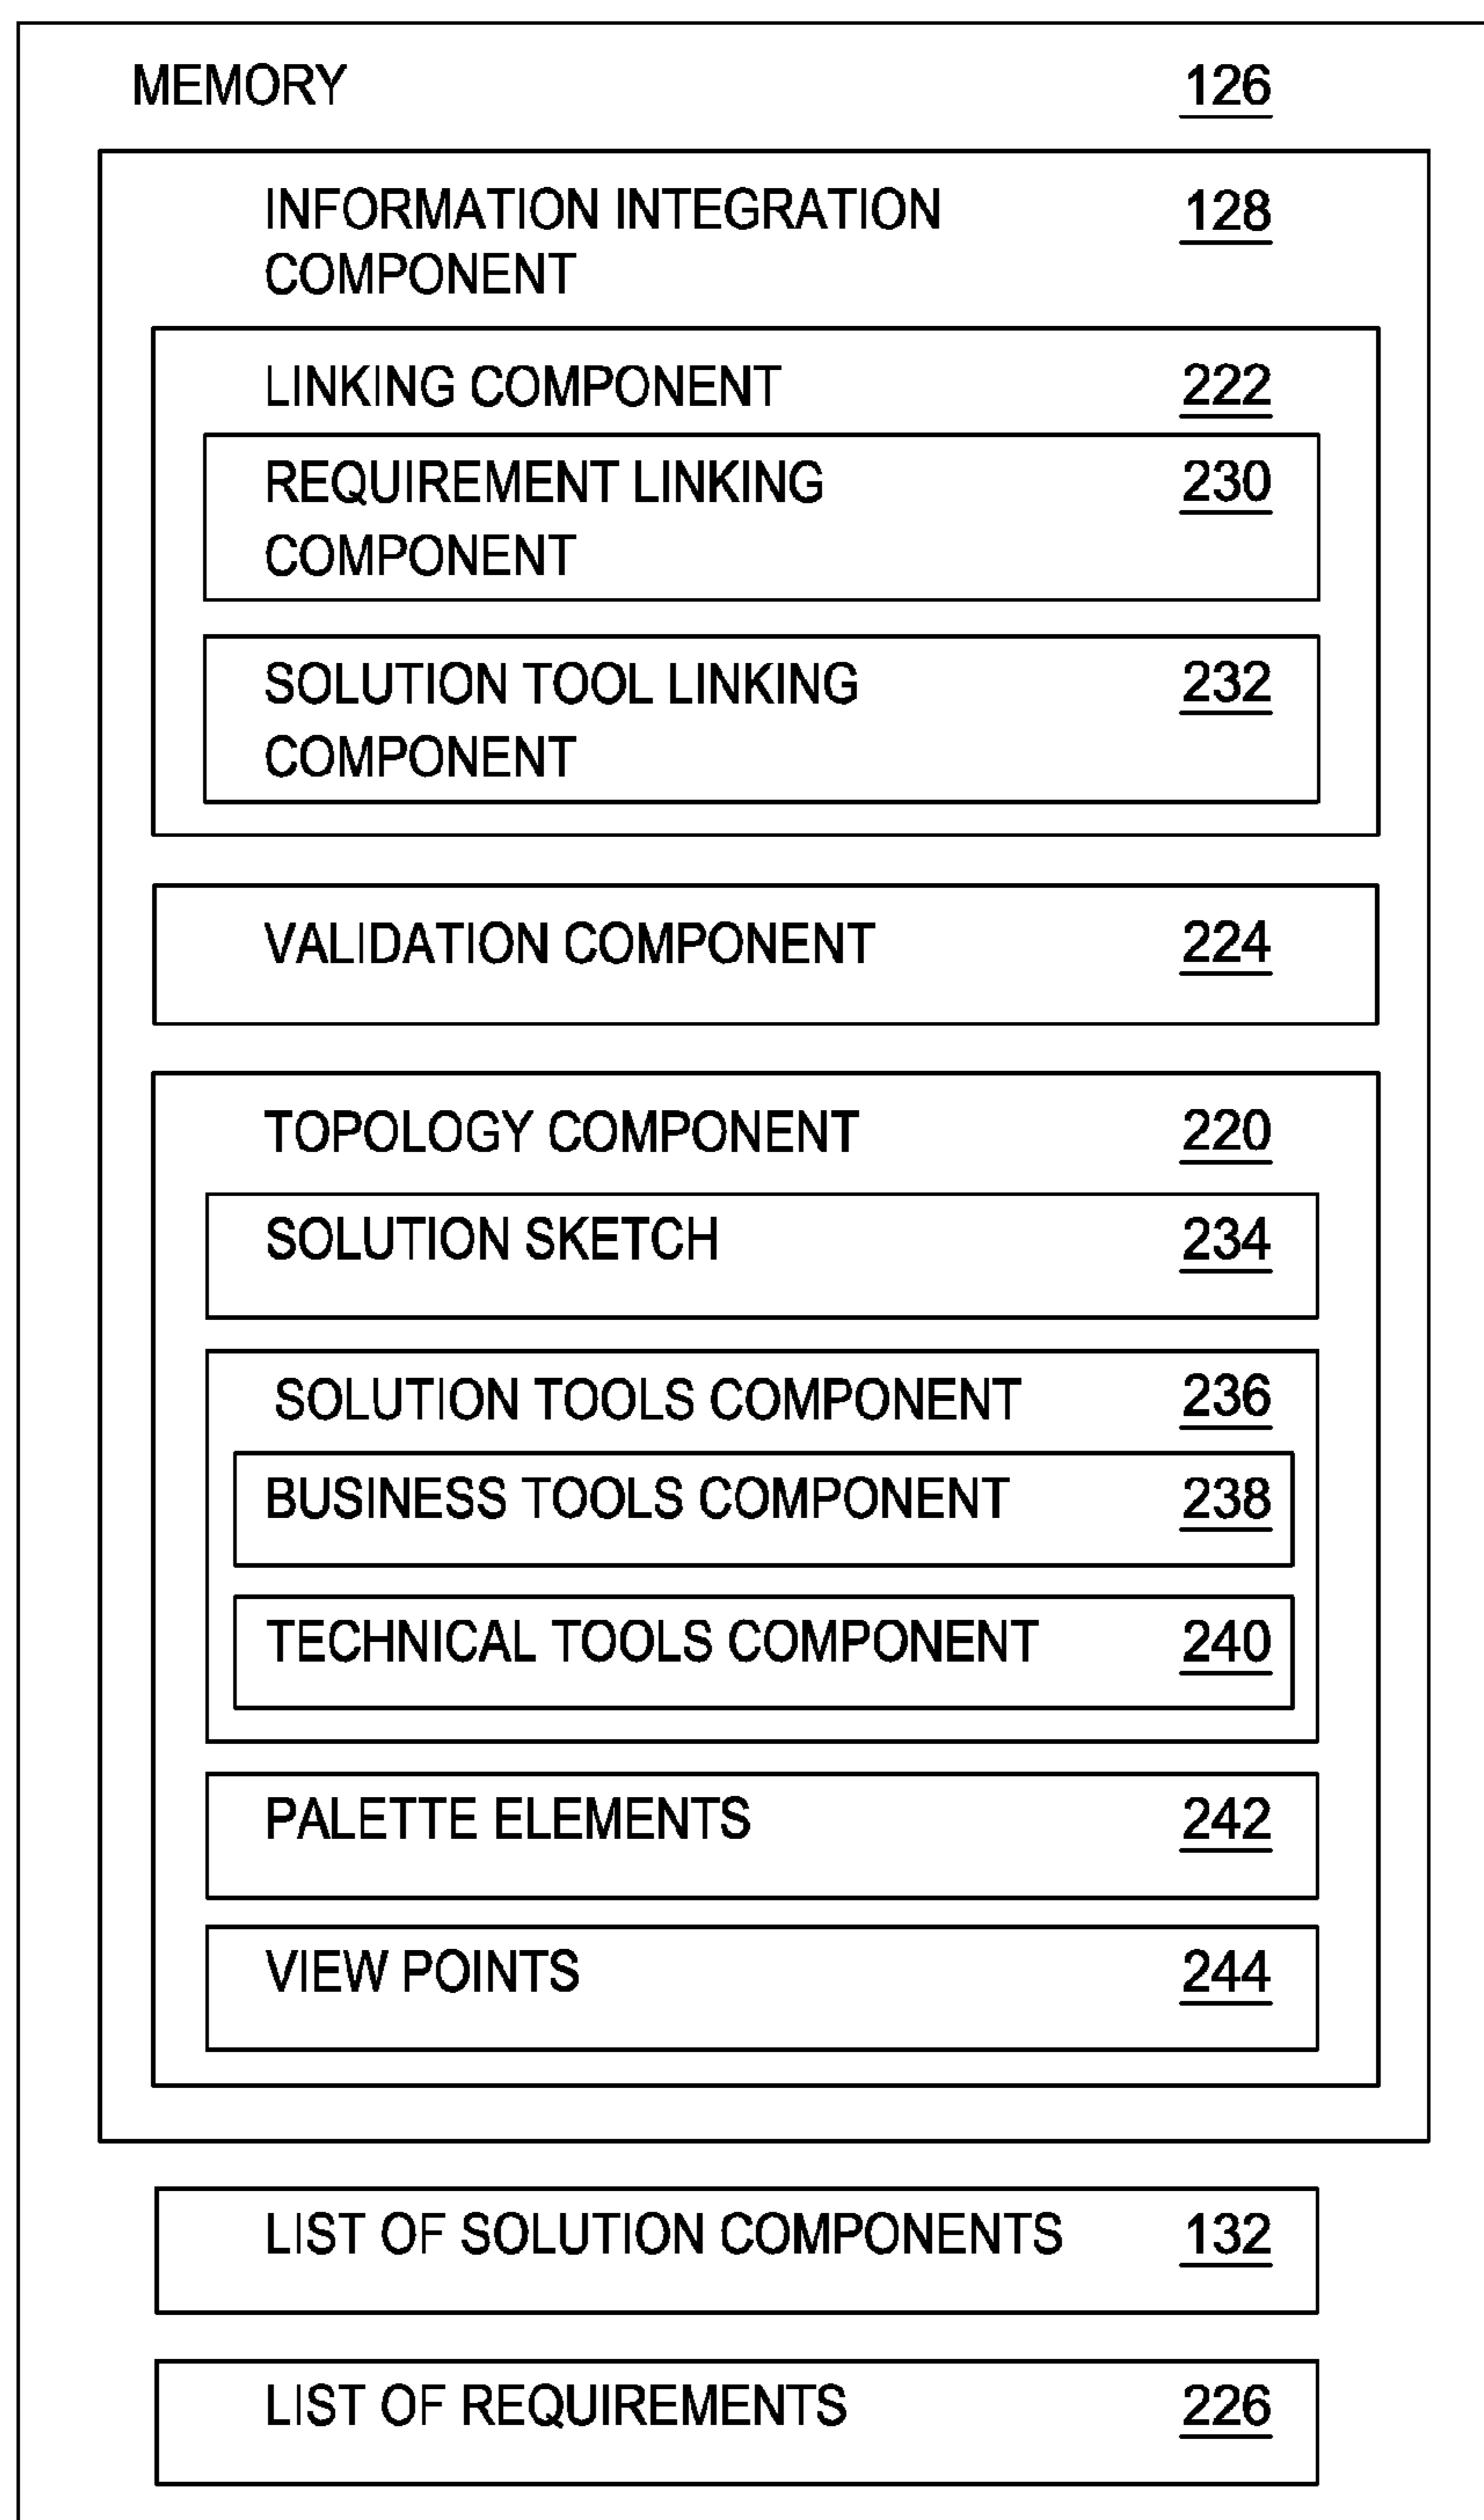 MEMORY 126
INFORMATION INTEGRATION 128
COMPONENT
LINKING COMPONENT 222
REQUIREMENT LINKING 230
COMPONENT
SOLUTION TOOL LINKING 232
COMPONENT
VALIDATION COMPONENT 224
TOPOLOGY COMPONENT 220
SOLUTION SKETCH 234
SOLUTION TOOLS COMPONENT 236
BUSINESS TOOLS COMPONENT 238
TECHNICAL TOOLS COMPONENT 240
PALETTE ELEMENTS 242
VIEW POINTS 244
LIST OF SOLUTION COMPONENTS 132
LIST OF REQUIREMENTS 226